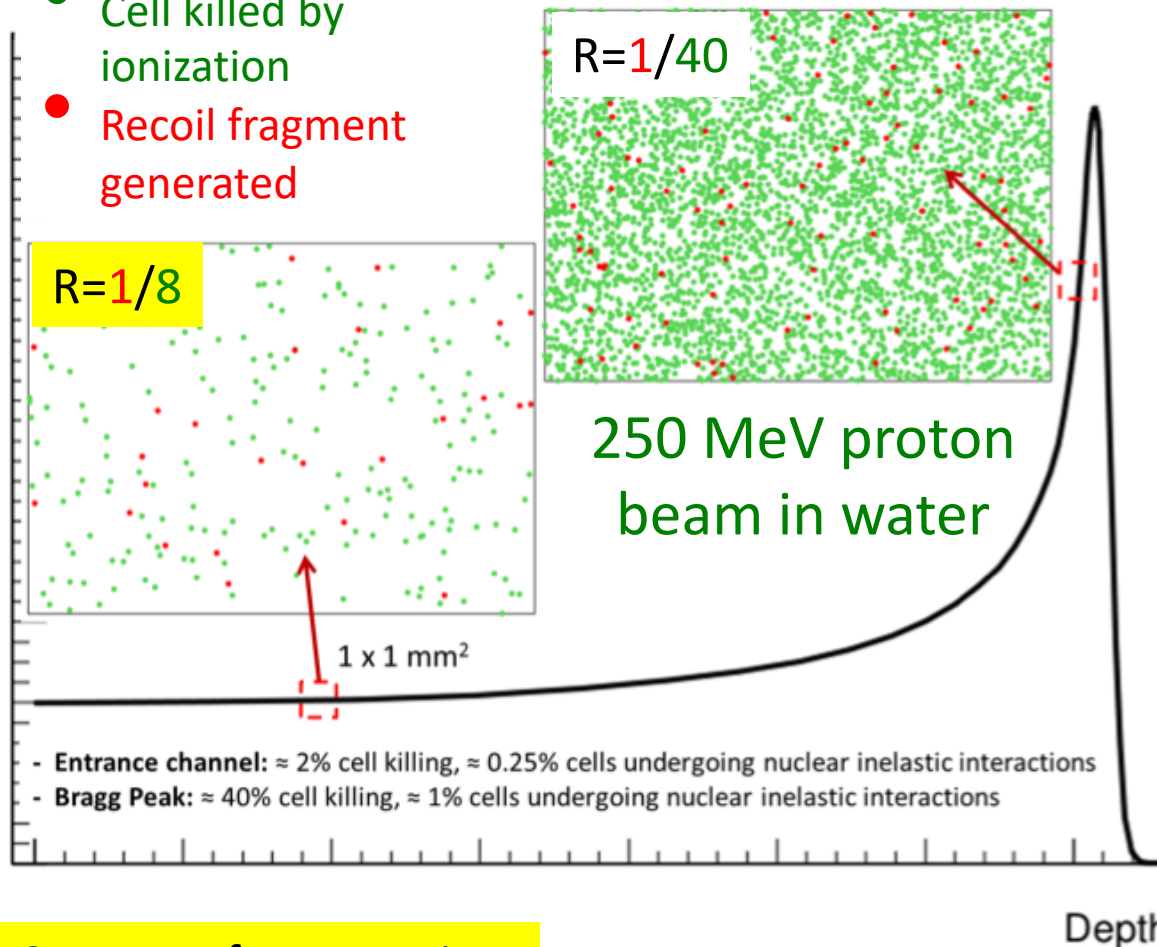 Cell killed by
ionization
Recoil fragment
generated
R=1/40
R=1/8
250 MeV proton
beam in water
1 x 1 mm²
- Entrance channel: ≈ 2% cell killing, ≈ 0.25% cells undergoing nuclear inelastic interactions
- Bragg Peak: ≈ 40% cell killing, ≈ 1% cells undergoing nuclear inelastic interactions
Depth